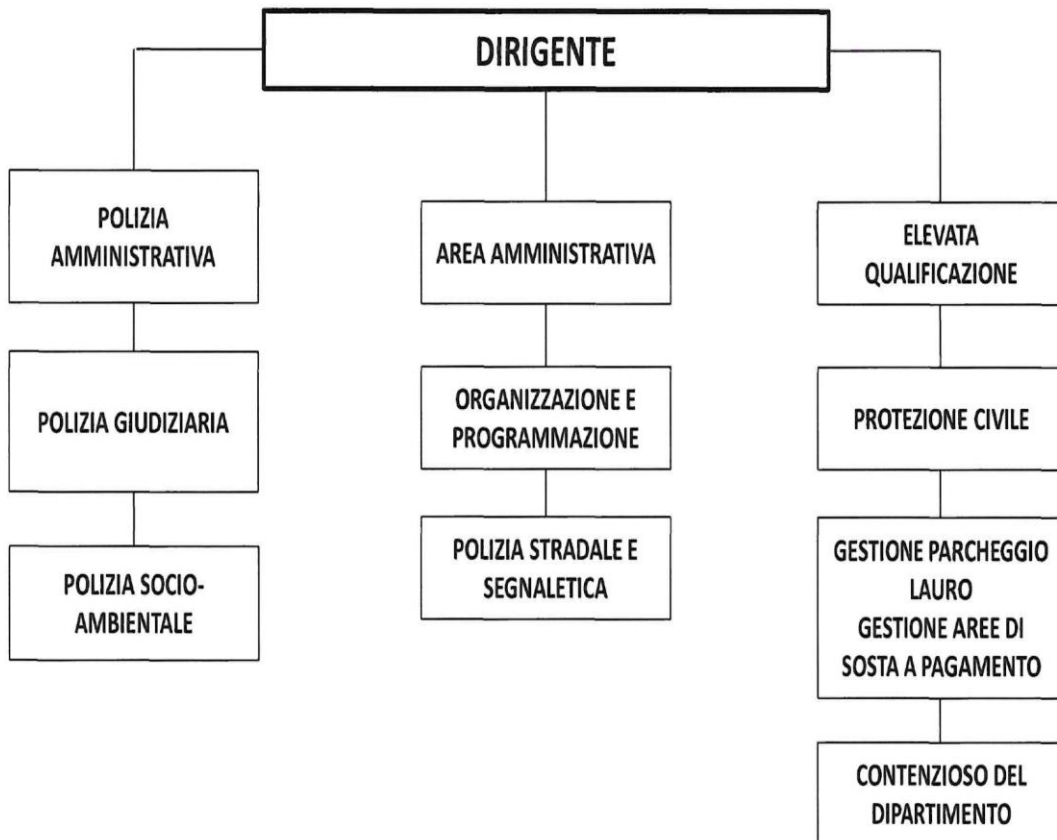 DIRIGENTE
POLIZIA
AMMINISTRATIVA
POLIZIA GIUDIZIARIA
POLIZIA SOCIO-
AMBIENTALE
AREA AMMINISTRATIVA
ORGANIZZAZIONE E
PROGRAMMAZIONE
POLIZIA STRADALE E
SEGNALETICA
ELEVATA
QUALIFICAZIONE
PROTEZIONE CIVILE
GESTIONE PARCHEGGIO
LAURO
GESTIONE AREE DI
SOSTA A PAGAMENTO
CONTENZIOSO DEL
DIPARTIMENTO